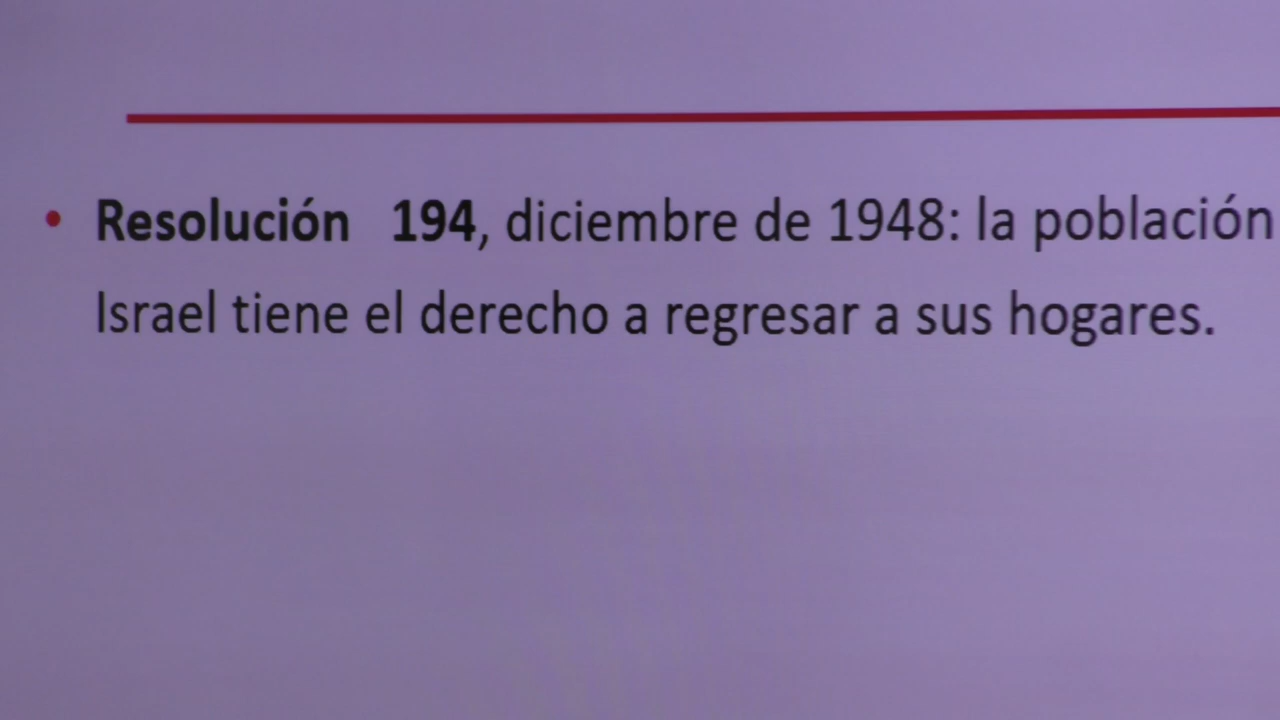 • Resolución 194, diciembre de 1948: la población
Israel tiene el derecho a regresar a sus hogares.